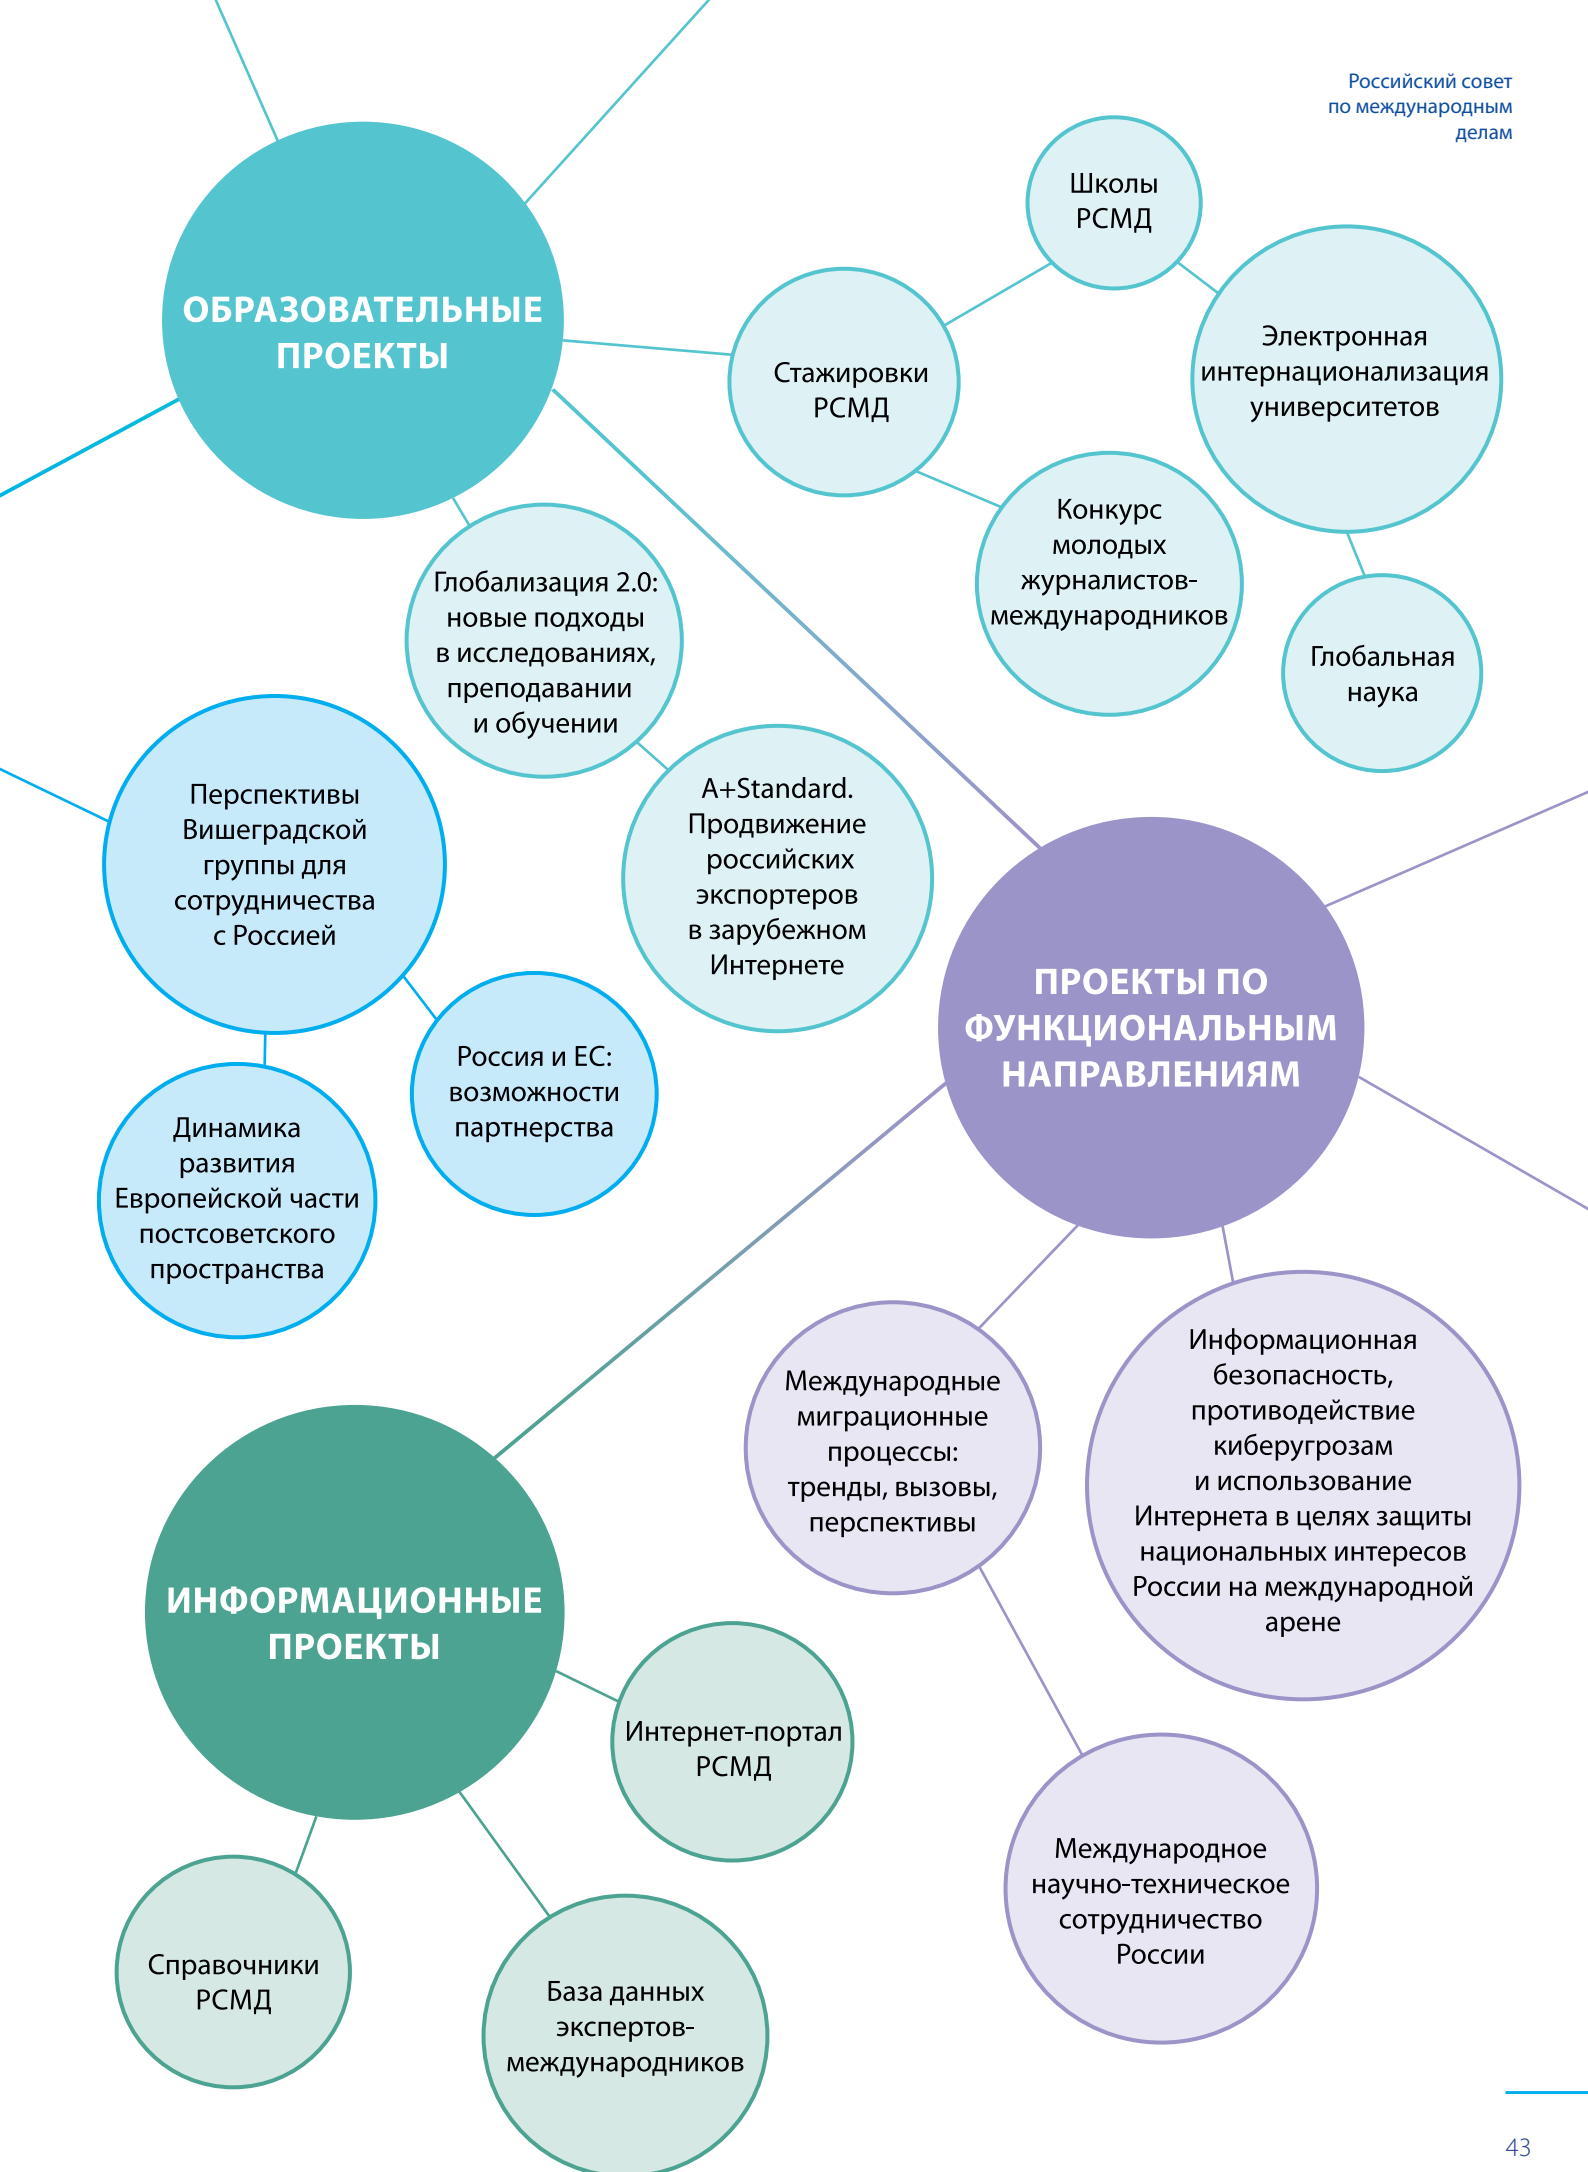 Российский совет
по международным
делам
ОБРАЗОВАТЕЛЬНЫЕ
ПРОЕКТЫ
Школы
РСМД
Стажировки
РСМД
Электронная
интернационализация
университетов
Конкурс
молодых
журналистов-
международников
Глобальная
наука
Глобализация 2.0:
новые подходы
в исследованиях,
преподавании
и обучении
A+Standard.
Продвижение
российских
экспортеров
в зарубежном
Интернете
Перспективы
Вишеградской
группы для
сотрудничества
с Россией
Россия и ЕС:
возможности
партнерства
Динамика
развития
Европейской части
постсоветского
пространства
ПРОЕКТЫ ПО
ФУНКЦИОНАЛЬНЫМ
НАПРАВЛЕНИЯМ
Международные
миграционные
процессы:
тренды, вызовы,
перспективы
Информационная
безопасность,
противодействие
киберугрозам
и использование
Интернета в целях защиты
национальных интересов
России на международной
арене
Международное
научно-техническое
сотрудничество
России
ИНФОРМАЦИОННЫЕ
ПРОЕКТЫ
Интернет-портал
РСМД
Справочники
РСМД
База данных
экспертов-
международников
43